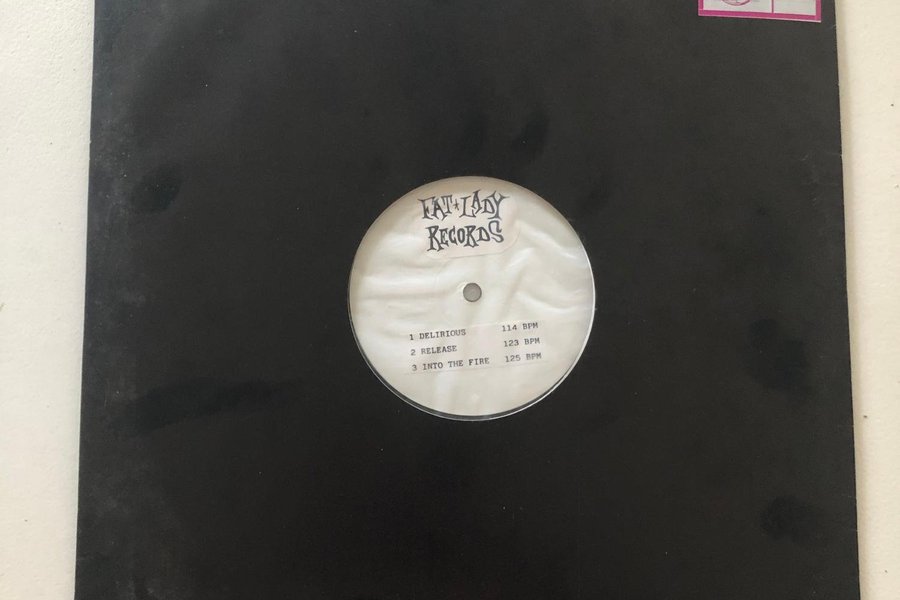 FAT*LADY
RECORDS
1 DELIRIOUS 114 BPM
2 RELEASE 123 BPM
3 INTO THE FIRE 125 BPM